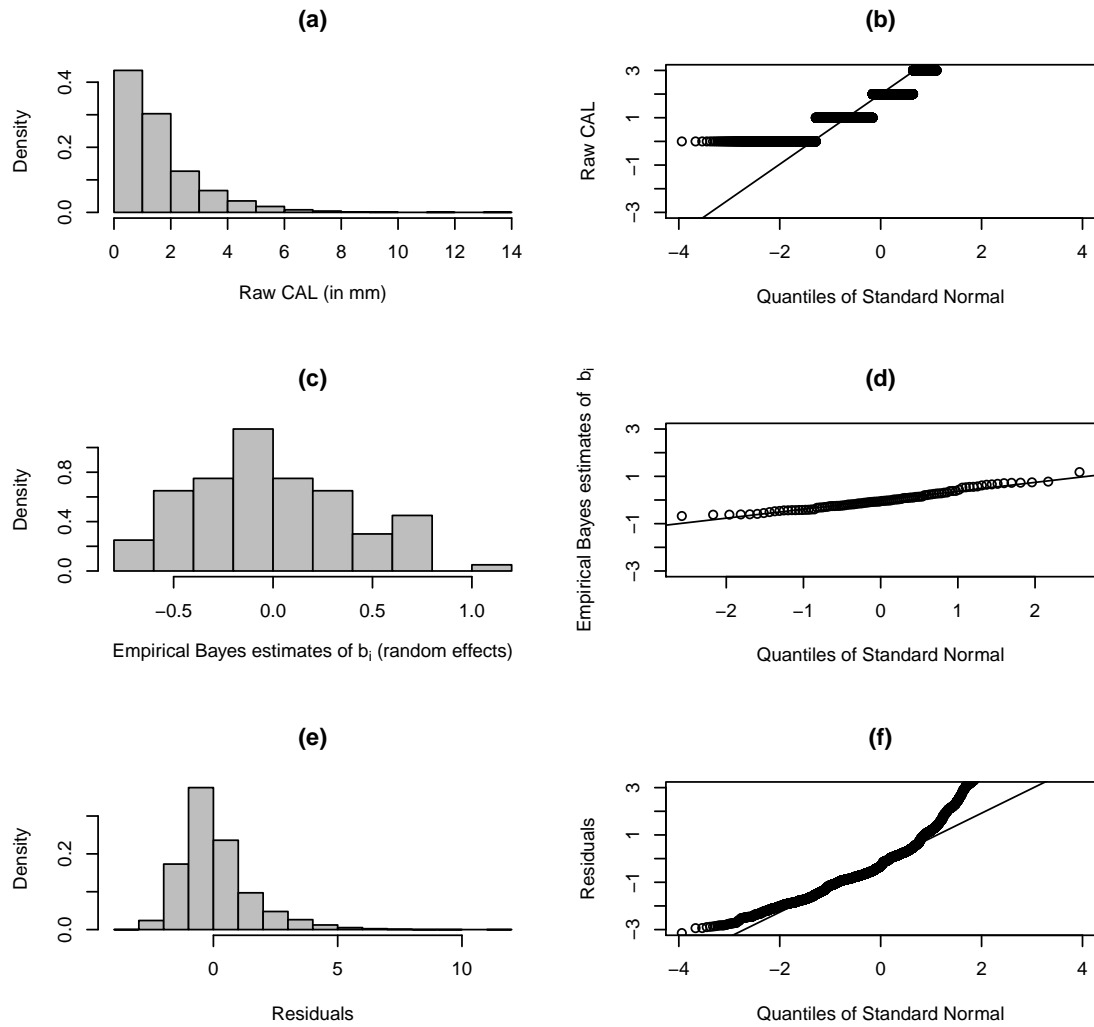 (a)
Density
0.0 0.2 0.4
0 2 4 6 8 10 12 14
Raw CAL (in mm)
(b)
Raw CAL
−3 −1 1 3
−4 −2 0 2 4
Quantiles of Standard Normal
(c)
Density
0.0 0.4 0.8
−0.5 0.0 0.5 1.0
Empirical Bayes estimates of bi (random effects)
(d)
Empirical Bayes estimates of bi
−3 −1 1 3
−2 −1 0 1 2
Quantiles of Standard Normal
(e)
Density
0.0 0.2
0 5 10
Residuals
(f)
Residuals
−3 −1 1 3
−4 −2 0 2 4
Quantiles of Standard Normal